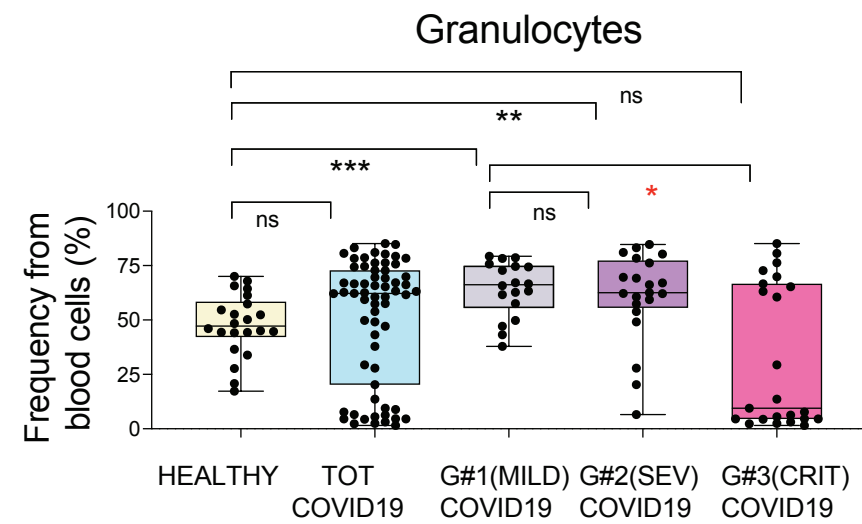 Granulocytes
ns
**
***
*
ns
ns
Frequency from
blood cells (%)
100
75
50
25
0
HEALTHY
TOT
COVID19
G#1(MILD)
COVID19
G#2(SEV)
COVID19
G#3(CRIT)
COVID19